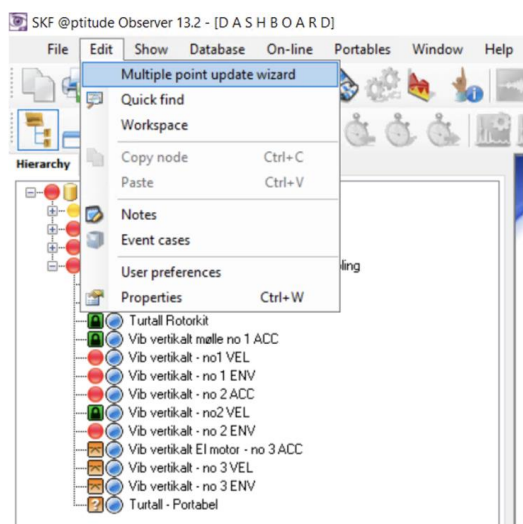 SKF @ptitude Observer 13.2 - [D A S H B O A R D]
File Edit Show Database On-line Portables Window Help
Multiple point update wizard
Quick find
Workspace
Hierarchy
Copy node Ctrl+C
Paste Ctrl+V
Notes
Event cases
User preferences
Properties Ctrl+W
Turtall Rotorkit
Vib vertikalt mølle no 1 ACC
Vib vertikalt - no1 VEL
Vib vertikalt - no 1 ENV
Vib vertikalt - no 2 ACC
Vib vertikalt - no2 VEL
Vib vertikalt - no 2 ENV
Vib vertikalt El motor - no 3 ACC
Vib vertikalt - no 3 VEL
Vib vertikalt - no 3 ENV
Turtall - Portabel